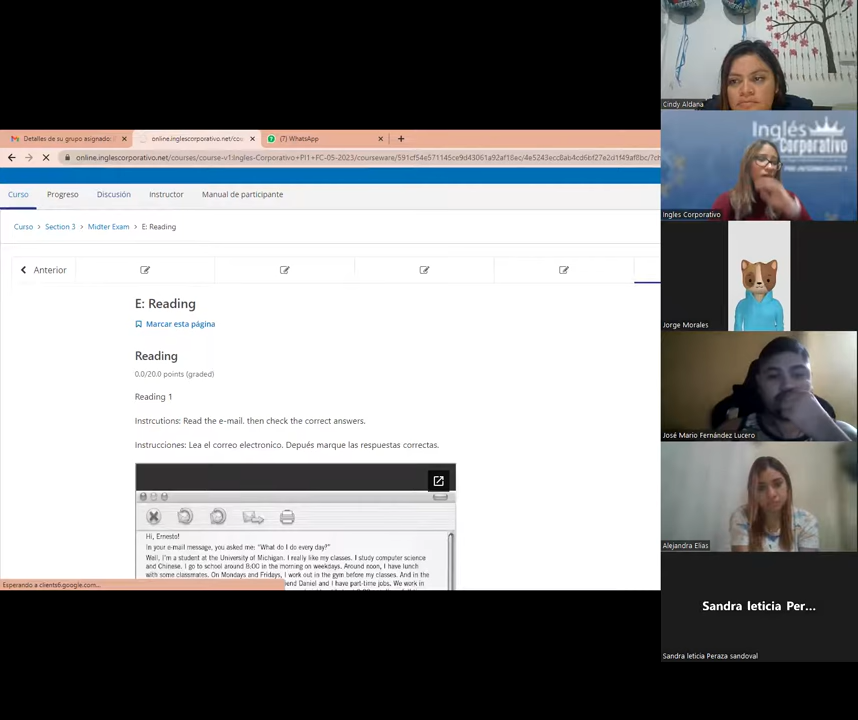 Detalles de su grupo asignado:
online.inglescorporativo.net/cou
(7) WhatsApp
online.inglescorporativo.net/courses/course-v1:Ingles-Corporativo+PI1+FC-05-2023/courseware/
Curso
Progreso
Discusión
Instructor
Manual de participante
Curso > Section 3 > Midter Exam > E: Reading
Anterior
E: Reading
Marcar esta página
Reading
0.0/20.0 points (graded)
Reading 1
Instrcutions: Read the e-mail. then check the correct answers.
Instrucciones: Lea el correo electronico. Depués marque las respuestas correctas.
Hi, Ernesto!
In your e-mail message, you asked me: "What do I do every day?"
Well, I'm a student at the University of Michigan. I really like my classes. I study computer science
and Chinese. I go to school around 8:00 in the morning on weekdays. Around noon, I have lunch
with some classmates. On Mondays and Fridays, I work out in the gym before my classes. And in the
iend Daniel and I have part-time jobs. We work in
Esperando a clients6.google.com...
Cindy Aldana
Inglés
Corporativo
PRE-INTERMEDIATE 1
Ingles Corporativo
Jorge Morales
José Mario Fernández Lucero
Alejandra Elias
Sandra leticia Per...
Sandra leticia Peraza sandoval